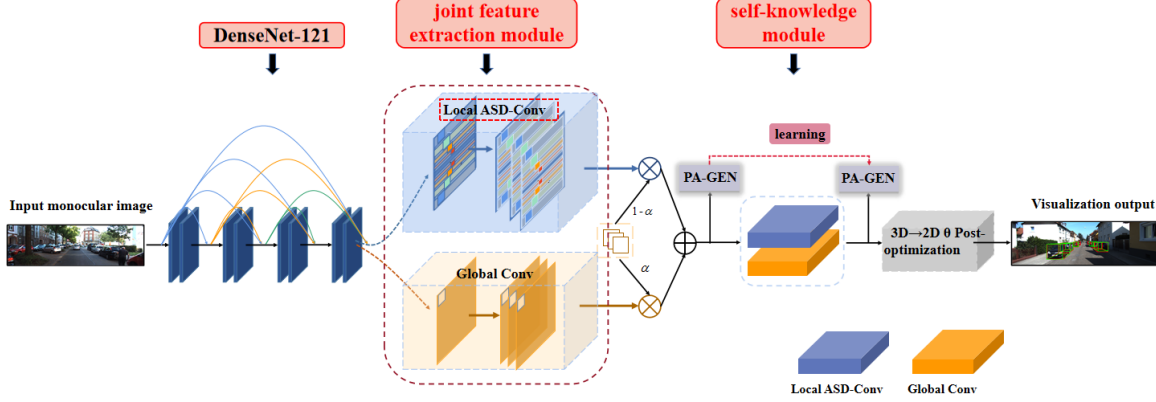 DenseNet-121
joint feature
extraction module
self-knowledge
module
Local ASD-Conv
learning
PA-GEN
PA-GEN
Input monocular image
1-α
Visualization output
3D→2D θ Post-
optimization
Global Conv
α
Local ASD-Conv
Global Conv